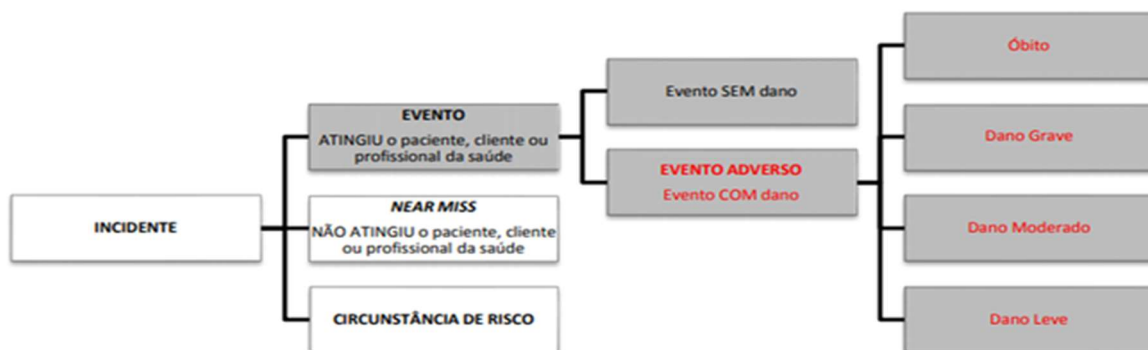 INCIDENTE
EVENTO
ATINGIU o paciente, cliente ou
profissional da saúde
NEAR MISS
NÃO ATINGIU o paciente, cliente
ou profissional da saúde
CIRCUNSTÂNCIA DE RISCO
Evento SEM dano
EVENTO ADVERSO
Evento COM dano
Óbito
Dano Grave
Dano Moderado
Dano Leve